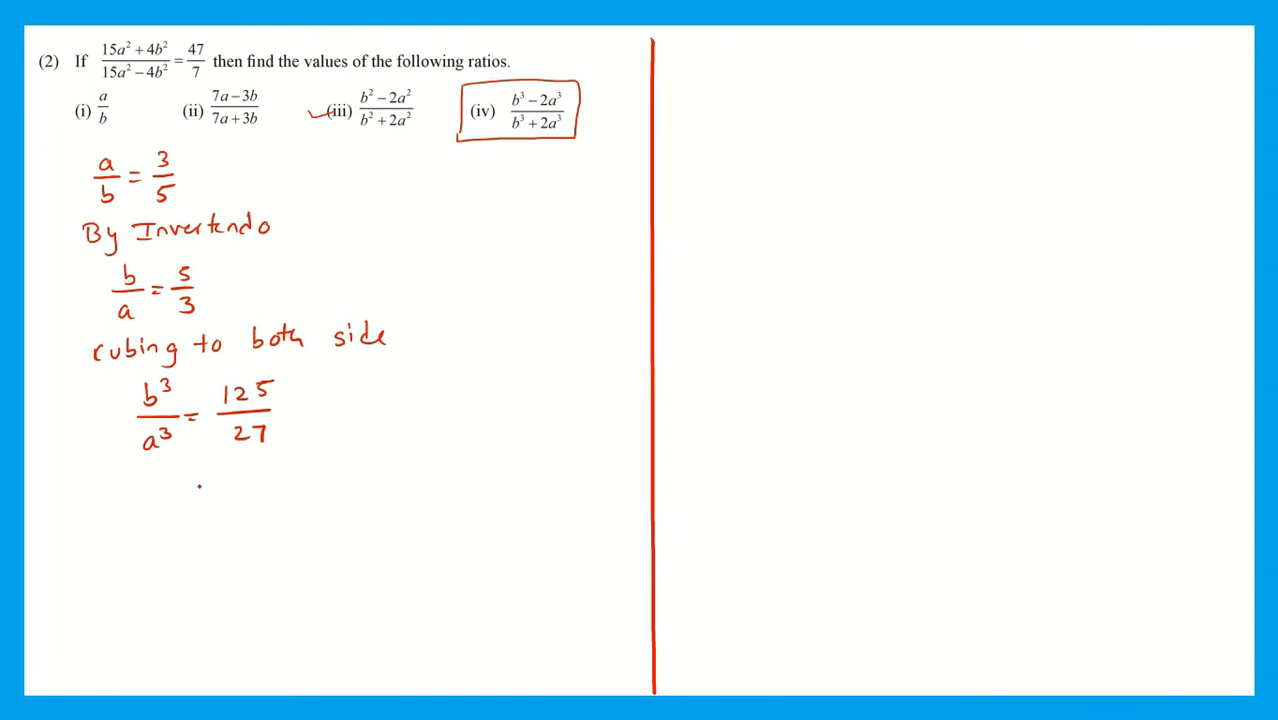 (2) If (15a² + 4b²)/(15a² − 4b²) = 47/7 then find the values of the following ratios.
(i) a/b (ii) (7a − 3b)/(7a + 3b) (iii) (b² − 2a²)/(b² + 2a²) (iv) (b³ − 2a³)/(b³ + 2a³)
a/b = 3/5
By Invertendo
b/a = 5/3
cubing to both side
b³/a³ = 125/27